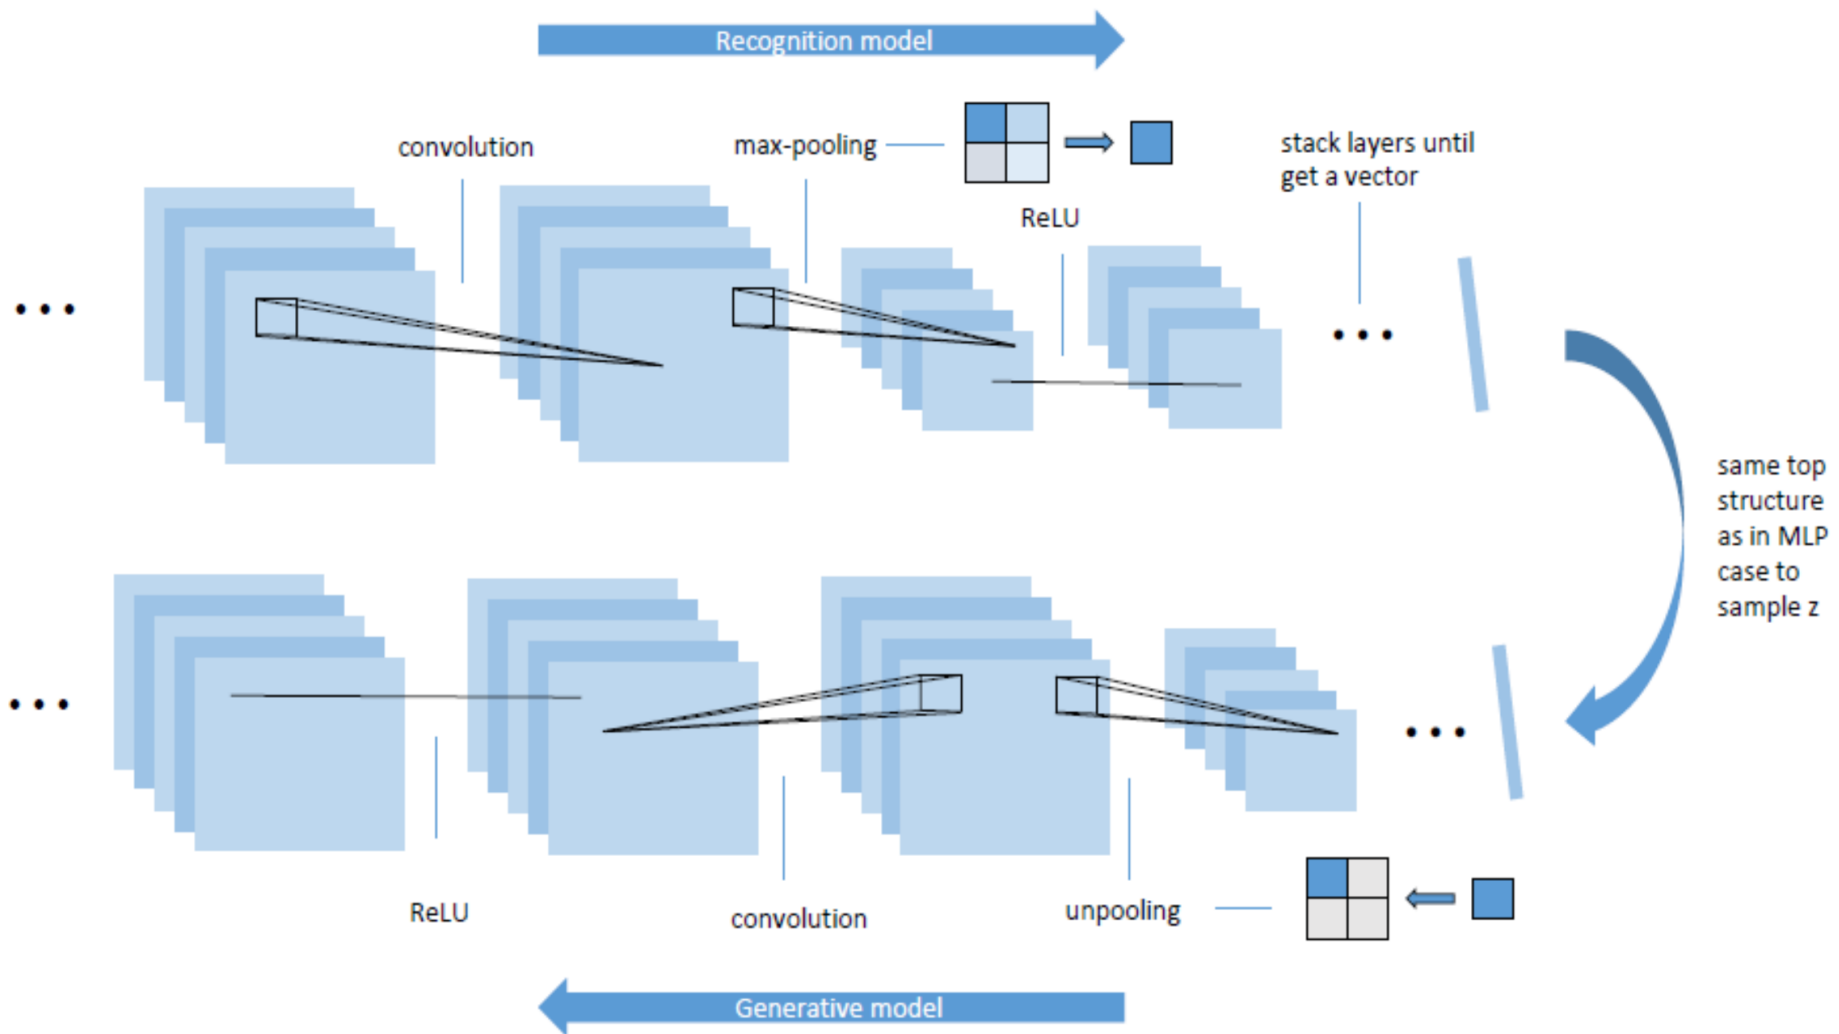 Recognition model
convolution
max-pooling
ReLU
stack layers until
get a vector
same top
structure
as in MLP
case to
sample z
ReLU
convolution
unpooling
Generative model